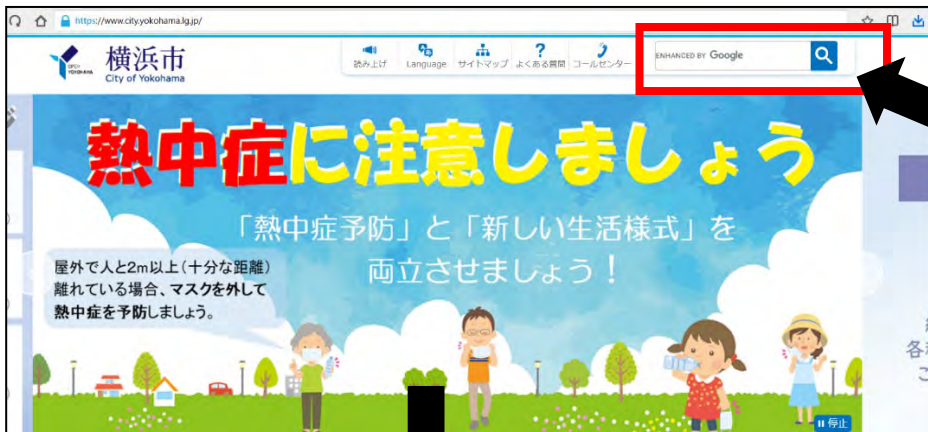 https://www.city.yokohama.lg.jp/
OPEN YOKOHAMA
横浜市
City of Yokohama
読み上げ
Language
サイトマップ
よくある質問
コールセンター
ENHANCED BY Google
熱中症に注意しましょう
「熱中症予防」と「新しい生活様式」を
両立させましょう！
屋外で人と2m以上（十分な距離）
離れている場合、マスクを外して
熱中症を予防しましょう。
各
こ
停止